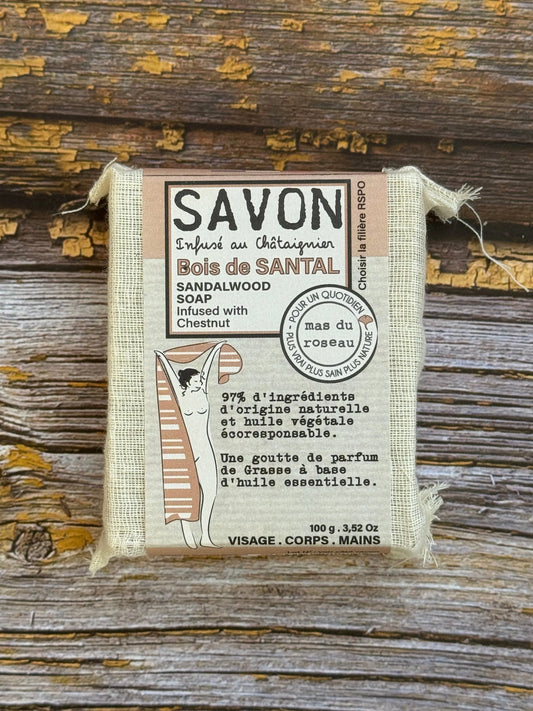 SAVON
Infusé au Châtaignier
Bois de SANTAL
SANDALWOOD
SOAP
Infused with
Chestnut
Choisir la filière RSPO
POUR UN QUOTIDIEN
PLUS VRAI PLUS SAIN PLUS NATURE
mas du
roseau
97% d'ingrédients
d'origine naturelle
et huile végétale
écoresponsable.
Une goutte de parfum
de Grasse à base
d'huile essentielle.
100 g . 3,52 Oz
VISAGE . CORPS . MAINS